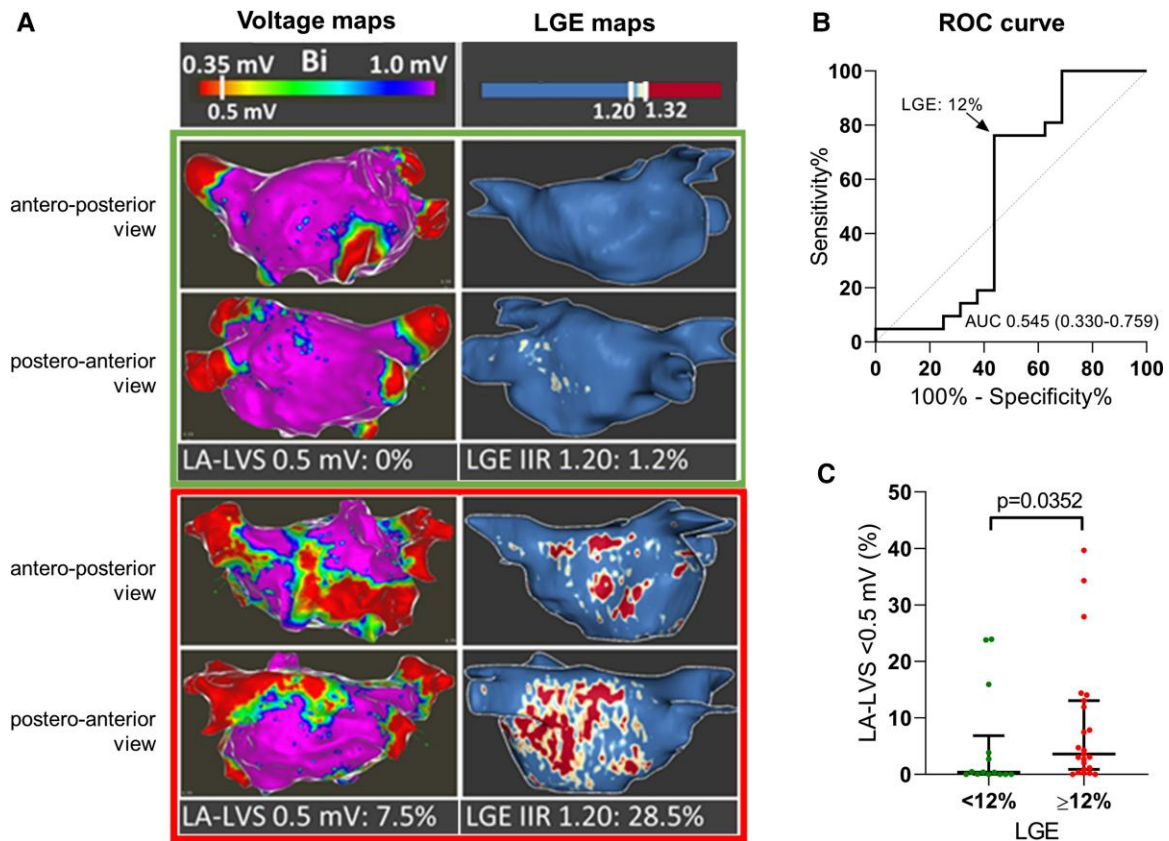 A
Voltage maps
LGE maps
0.35 mV Bi 1.0 mV
0.5 mV
1.20 1.32
antero-posterior
view
postero-anterior
view
LA-LVS 0.5 mV: 0%
LGE IIR 1.20: 1.2%
antero-posterior
view
postero-anterior
view
LA-LVS 0.5 mV: 7.5%
LGE IIR 1.20: 28.5%
B
ROC curve
LGE: 12%
AUC 0.545 (0.330-0.759)
Sensitivity%
100
80
60
40
20
0
0 20 40 60 80 100
100% - Specificity%
C
p=0.0352
LA-LVS <0.5 mV (%)
50
40
30
20
10
0
<12% ≥12%
LGE